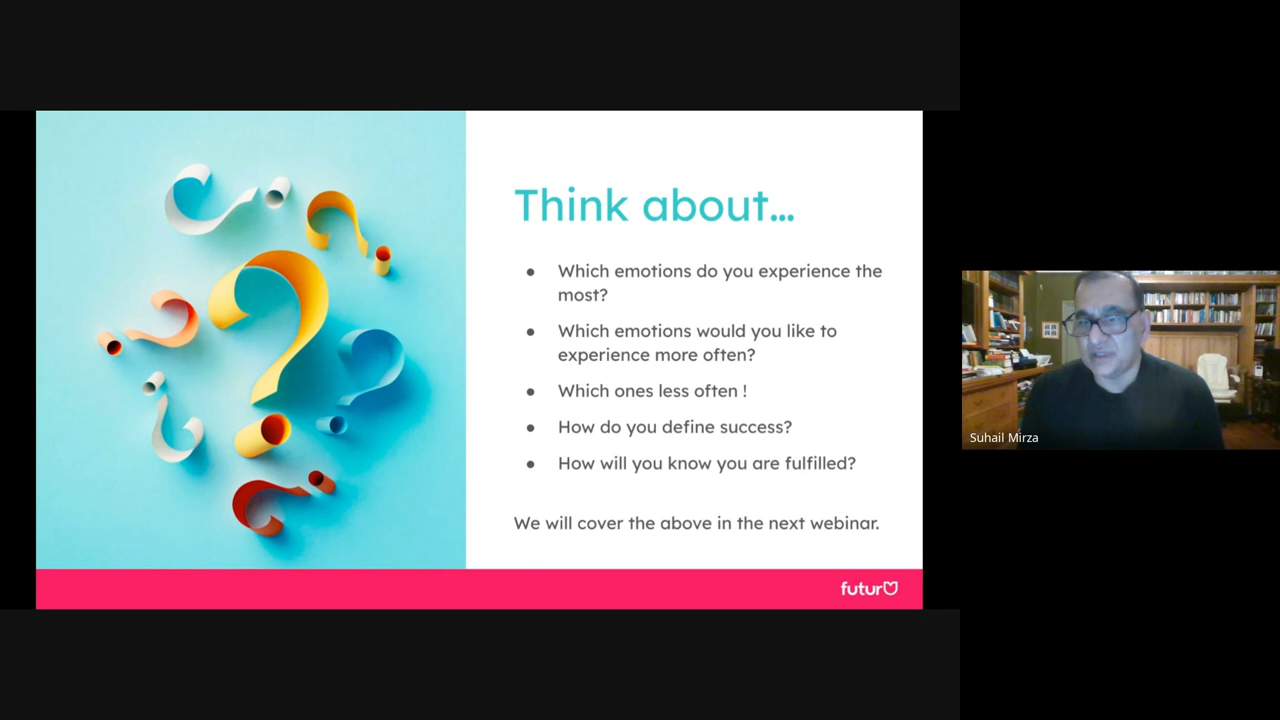 Think about...
● Which emotions do you experience the
most?
● Which emotions would you like to
experience more often?
● Which ones less often !
● How do you define success?
● How will you know you are fulfilled?
We will cover the above in the next webinar.
futur
Suhail Mirza